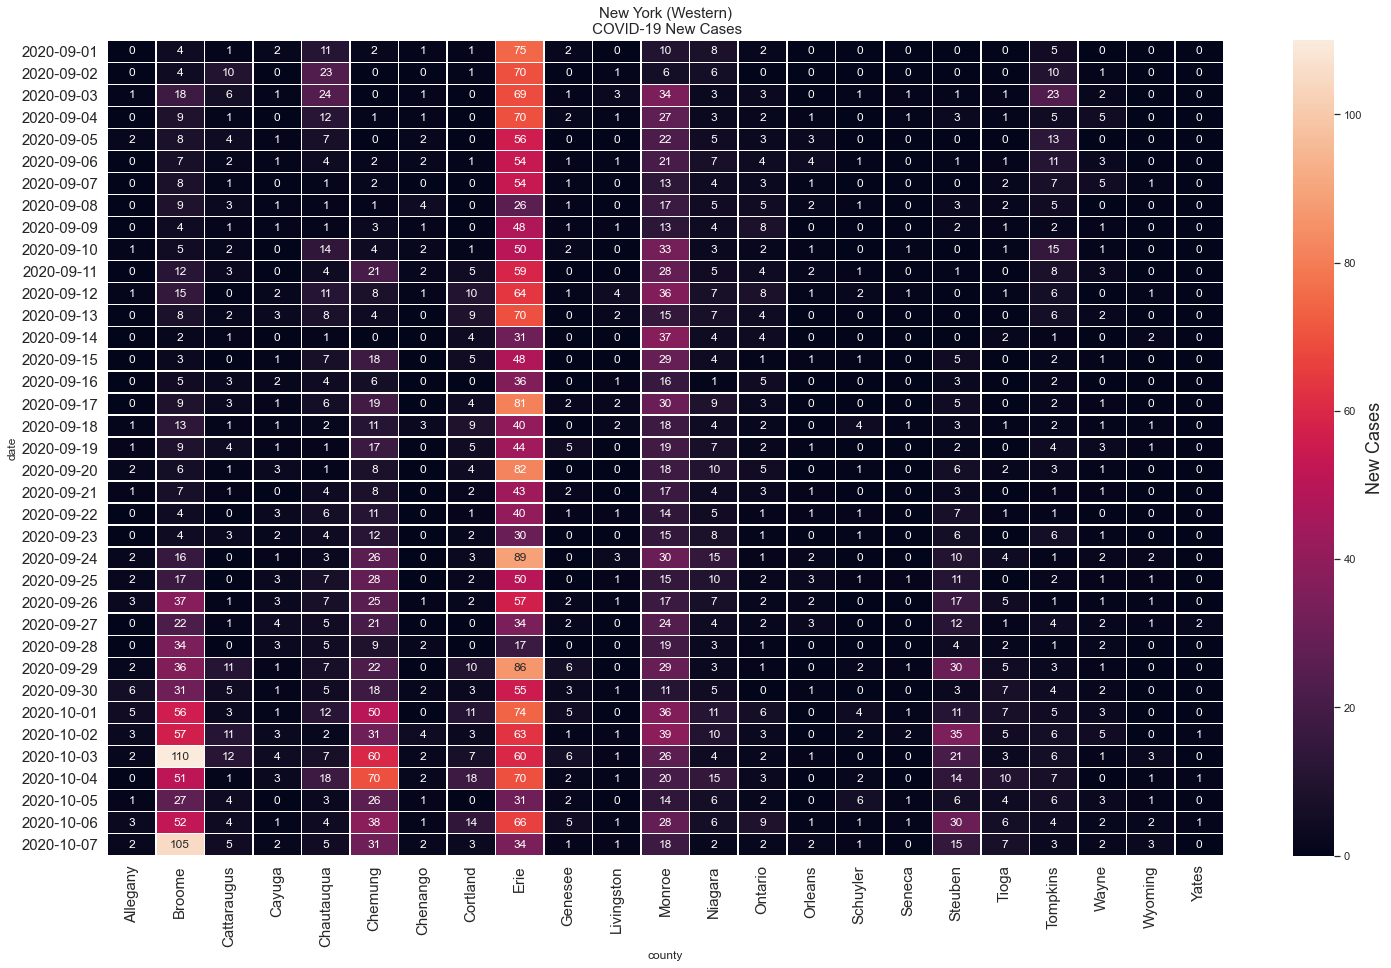 New York (Western)
COVID-19 New Cases
2020-09-01 0 4 1 2 11 2 1 1 75 2 0 10 8 2 0 0 0 0 0 5 0 0 0
2020-09-02 0 4 10 0 23 0 0 1 70 0 1 6 6 0 0 0 0 0 0 10 1 0 0
2020-09-03 1 18 6 1 24 0 1 0 69 1 3 34 3 3 0 1 1 1 1 23 2 0 0
2020-09-04 0 9 1 0 12 1 1 0 70 2 1 27 3 2 1 0 1 3 1 5 5 0 0
2020-09-05 2 8 4 1 7 0 2 0 56 0 0 22 5 3 3 0 0 0 0 13 0 0 0
2020-09-06 0 7 2 1 4 2 2 1 54 1 1 21 7 4 4 1 0 1 1 11 3 0 0
2020-09-07 0 8 1 0 1 2 0 0 54 1 0 13 4 3 1 0 0 0 2 7 5 1 0
2020-09-08 0 9 3 1 1 1 4 0 26 1 0 17 5 5 2 1 0 3 2 5 0 0 0
2020-09-09 0 4 1 1 1 3 1 0 48 1 1 13 4 8 0 0 0 2 1 2 1 0 0
2020-09-10 1 5 2 0 14 4 2 1 50 2 0 33 3 2 1 0 1 0 1 15 1 0 0
2020-09-11 0 12 3 0 4 21 2 5 59 0 0 28 5 4 2 1 0 1 0 8 3 0 0
2020-09-12 1 15 0 2 11 8 1 10 64 1 4 36 7 8 1 2 1 0 1 6 0 1 0
2020-09-13 0 8 2 3 8 4 0 9 70 0 2 15 7 4 0 0 0 0 0 6 2 0 0
2020-09-14 0 2 1 0 1 0 0 4 31 0 0 37 4 4 0 0 0 0 2 1 0 2 0
2020-09-15 0 3 0 1 7 18 0 5 48 0 0 29 4 1 1 1 0 5 0 2 1 0 0
2020-09-16 0 5 3 2 4 6 0 0 36 0 1 16 1 5 0 0 0 3 0 2 0 0 0
2020-09-17 0 9 3 1 6 19 0 4 81 2 2 30 9 3 0 0 0 5 0 2 1 0 0
2020-09-18 1 13 1 1 2 11 3 9 40 0 2 18 4 2 0 4 1 3 1 2 1 1 0
2020-09-19 1 9 4 1 1 17 0 5 44 5 0 19 7 2 1 0 0 2 0 4 3 1 0
2020-09-20 2 6 1 3 1 8 0 4 82 0 0 18 10 5 0 1 0 6 2 3 1 0 0
2020-09-21 1 7 1 0 4 8 0 2 43 2 0 17 4 3 1 0 0 3 0 1 1 0 0
2020-09-22 0 4 0 3 6 11 0 1 40 1 1 14 5 1 1 1 0 7 1 1 0 0 0
2020-09-23 0 4 3 2 4 12 0 2 30 0 0 15 8 1 0 1 0 6 0 6 1 0 0
2020-09-24 2 16 0 1 3 26 0 3 89 0 3 30 15 1 2 0 0 10 4 1 2 2 0
2020-09-25 2 17 0 3 7 28 0 2 50 0 1 15 10 2 3 1 1 11 0 2 1 1 0
2020-09-26 3 37 1 3 7 25 1 2 57 2 1 17 7 2 2 0 0 17 5 1 1 1 0
2020-09-27 0 22 1 4 5 21 0 0 34 2 0 24 4 2 3 0 0 12 1 4 2 1 2
2020-09-28 0 34 0 3 5 9 2 0 17 0 0 19 3 1 0 0 0 4 2 1 2 0 0
2020-09-29 2 36 11 1 7 22 0 10 86 6 0 29 3 1 0 2 1 30 5 3 1 0 0
2020-09-30 6 31 5 1 5 18 2 3 55 3 1 11 5 0 1 0 0 3 7 4 2 0 0
2020-10-01 5 56 3 1 12 50 0 11 74 5 0 36 11 6 0 4 1 11 7 5 3 0 0
2020-10-02 3 57 11 3 2 31 4 3 63 1 1 39 10 3 0 2 2 35 5 6 5 0 1
2020-10-03 2 110 12 4 7 60 2 7 60 6 0 26 4 2 1 0 0 21 3 6 1 3 0
2020-10-04 0 51 1 3 18 70 2 18 70 2 1 20 15 3 0 2 0 14 10 7 0 1 1
2020-10-05 1 27 4 0 3 26 1 0 31 2 0 14 6 2 0 6 1 6 4 6 3 1 0
2020-10-06 3 52 4 1 4 38 1 14 66 5 1 28 6 9 1 1 1 30 6 4 2 2 1
2020-10-07 2 105 5 2 5 31 2 3 34 1 1 18 2 2 2 1 0 15 7 3 2 3 0
date
Allegany Broome Cattaraugus Cayuga Chautauqua Chemung Chenango Cortland Erie Genesee Livingston Monroe Niagara Ontario Orleans Schuyler Seneca Steuben Tioga Tompkins Wayne Wyoming Yates
county
100
80
60
40
20
0
New Cases